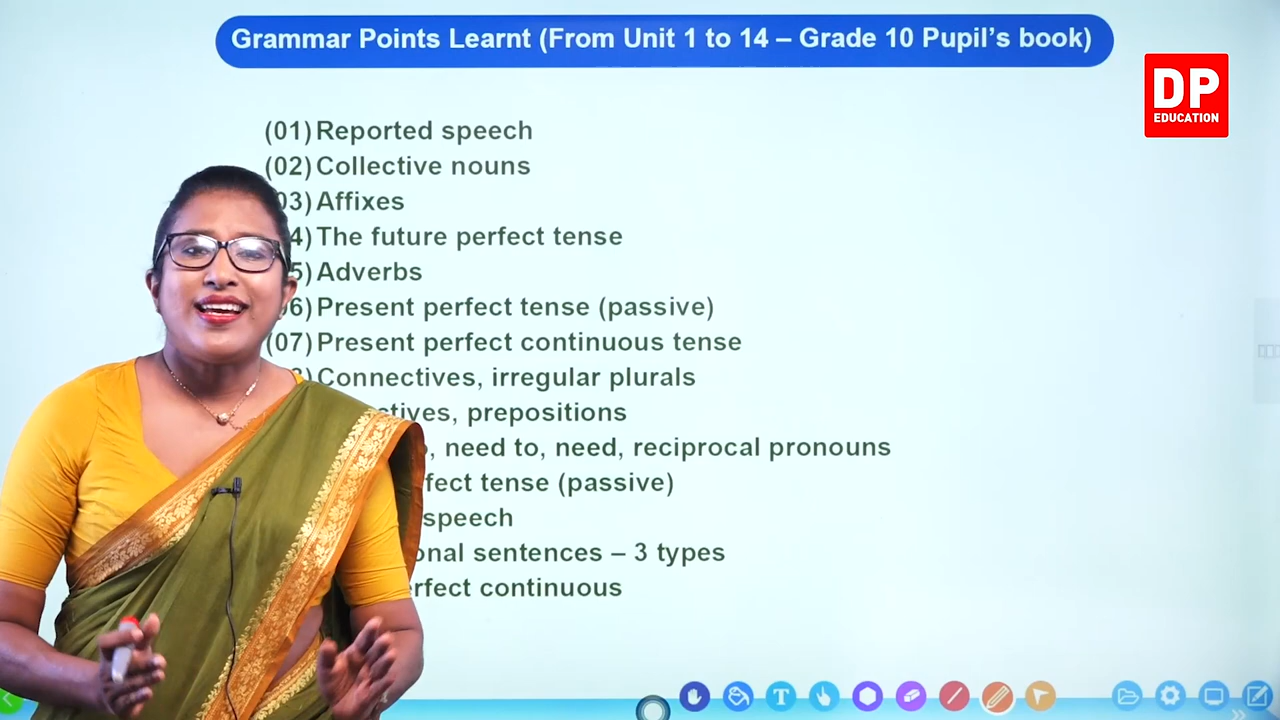 Grammar Points Learnt (From Unit 1 to 14 – Grade 10 Pupil's book)
DP
EDUCATION
(01) Reported speech
(02) Collective nouns
03) Affixes
4) The future perfect tense
5) Adverbs
06) Present perfect tense (passive)
(07) Present perfect continuous tense
) Connectives, irregular plurals
ctives, prepositions
, need to, need, reciprocal pronouns
fect tense (passive)
speech
onal sentences – 3 types
erfect continuous
T